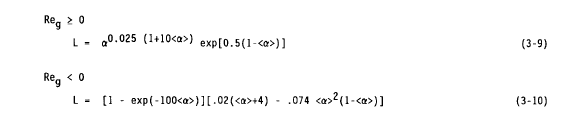 Re_g ≥ 0
L = α^0.025 (1+10<α>) exp[0.5(1-<α>)] (3-9)
Re_g < 0
L = [1 - exp(-100<α>)][.02(<α>+4) - .074 <α>^2(1-<α>)] (3-10)